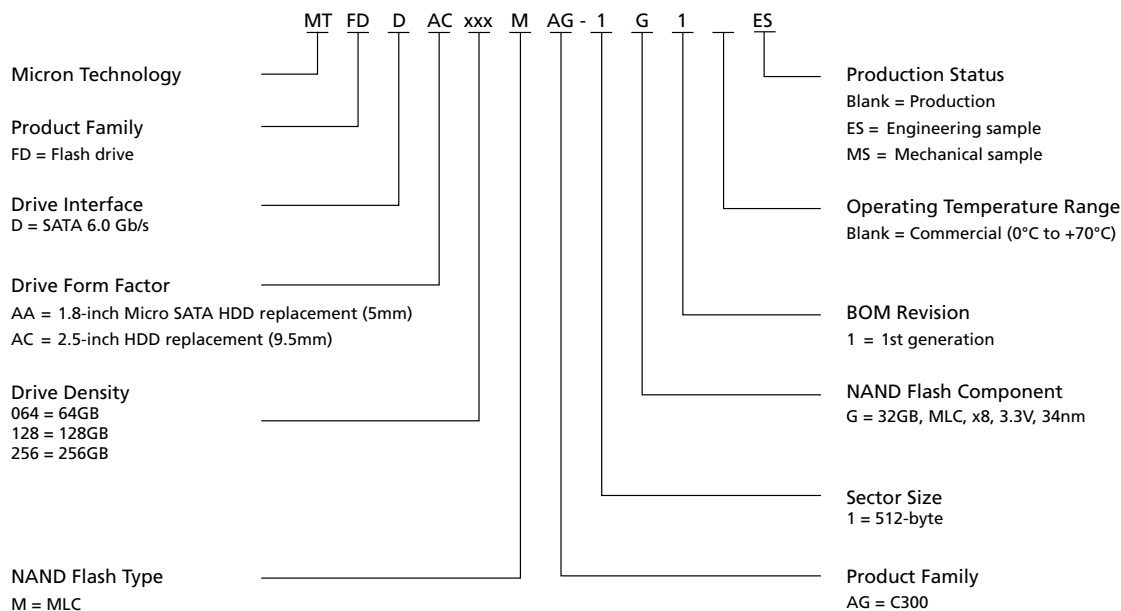 MT FD D AC xxx M AG - 1 G 1 ES
Micron Technology
Product Family
FD = Flash drive
Drive Interface
D = SATA 6.0 Gb/s
Drive Form Factor
AA = 1.8-inch Micro SATA HDD replacement (5mm)
AC = 2.5-inch HDD replacement (9.5mm)
Drive Density
064 = 64GB
128 = 128GB
256 = 256GB
NAND Flash Type
M = MLC
Production Status
Blank = Production
ES = Engineering sample
MS = Mechanical sample
Operating Temperature Range
Blank = Commercial (0°C to +70°C)
BOM Revision
1 = 1st generation
NAND Flash Component
G = 32GB, MLC, x8, 3.3V, 34nm
Sector Size
1 = 512-byte
Product Family
AG = C300